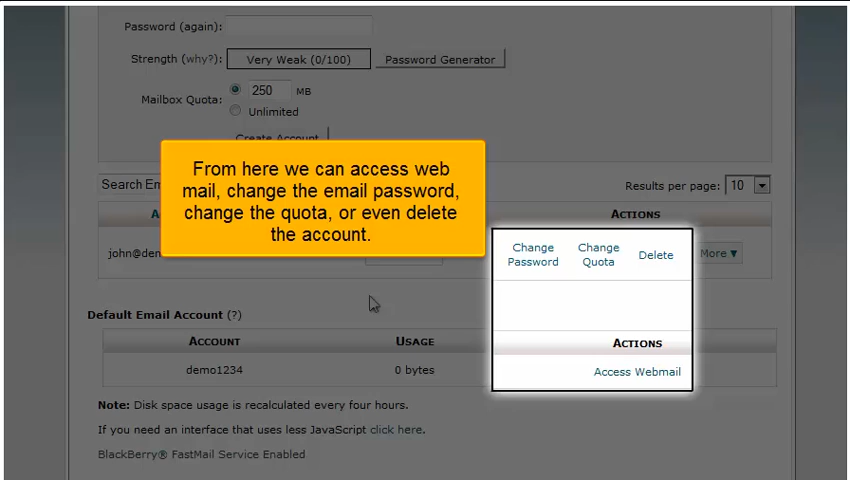 Password (again):
Strength (why?): Very Weak (0/100) Password Generator
Mailbox Quota: 250 MB
Unlimited
Create Account
From here we can access web
mail, change the email password,
change the quota, or even delete
the account.
Search Em
Results per page: 10
ACTIONS
john@dem
Change Password
Change Quota
Delete
More ▼
Default Email Account (?)
ACCOUNT USAGE ACTIONS
demo1234 0 bytes Access Webmail
Note: Disk space usage is recalculated every four hours.
If you need an interface that uses less JavaScript click here.
BlackBerry® FastMail Service Enabled